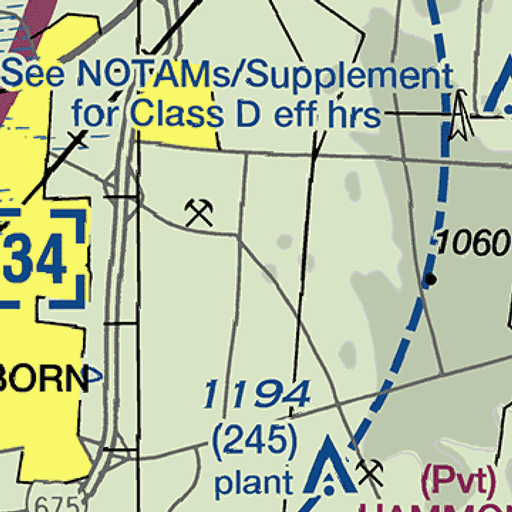 See NOTAMs/Supplement
for Class D eff hrs
1060
34
BORN
1194
(245)
plant
(Pvt)
675